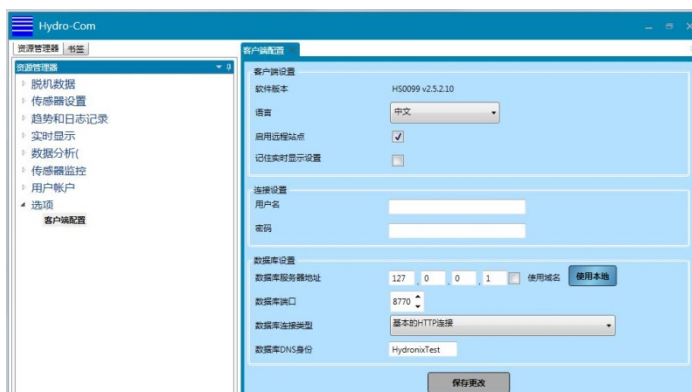 Hydro-Com
资源管理器 书签
资源管理器
脱机数据
传感器设置
趋势和日志记录
实时显示
数据分析(
传感器监控
用户帐户
选项
客户端配置
客户端配置
客户端设置
软件版本 HS0099 v2.5.2.10
语言 中文
启用远程站点
记住实时显示设置
连接设置
用户名
密码
数据库设置
数据库服务器地址 127 . 0 . 0 . 1 使用域名 使用本地
数据库端口 8770
数据库连接类型 基本的HTTP连接
数据库DNS身份 HydronixTest
保存更改